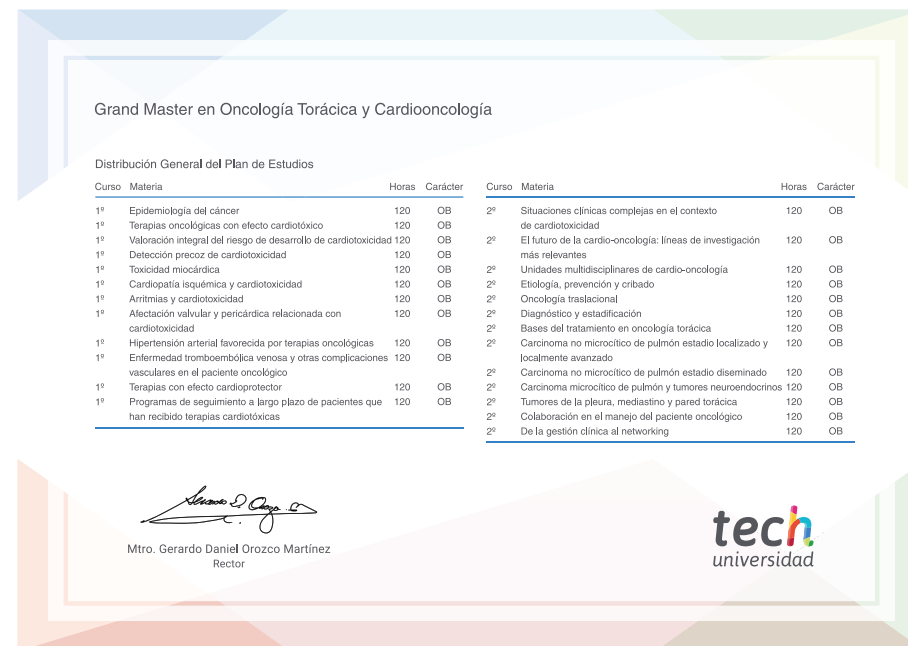 Grand Master en Oncología Torácica y Cardiooncología
Distribución General del Plan de Estudios
Curso Materia Horas Carácter
1º Epidemiología del cáncer 120 OB
1º Terapias oncológicas con efecto cardiotóxico 120 OB
1º Valoración integral del riesgo de desarrollo de cardiotoxicidad 120 OB
1º Detección precoz de cardiotoxicidad 120 OB
1º Toxicidad miocárdica 120 OB
1º Cardiopatía isquémica y cardiotoxicidad 120 OB
1º Arritmias y cardiotoxicidad 120 OB
1º Afectación valvular y pericárdica relacionada con 120 OB
cardiotoxicidad
1º Hipertensión arterial favorecida por terapias oncológicas 120 OB
1º Enfermedad tromboembólica venosa y otras complicaciones 120 OB
vasculares en el paciente oncológico
1º Terapias con efecto cardioprotector 120 OB
1º Programas de seguimiento a largo plazo de pacientes que 120 OB
han recibido terapias cardiotóxicas
Curso Materia Horas Carácter
2º Situaciones clínicas complejas en el contexto 120 OB
de cardiotoxicidad
2º El futuro de la cardio-oncología: líneas de investigación 120 OB
más relevantes
2º Unidades multidisciplinares de cardio-oncología 120 OB
2º Etiología, prevención y cribado 120 OB
2º Oncología traslacional 120 OB
2º Diagnóstico y estadificación 120 OB
2º Bases del tratamiento en oncología torácica 120 OB
2º Carcinoma no microcítico de pulmón estadio localizado y 120 OB
localmente avanzado
2º Carcinoma no microcítico de pulmón estadio diseminado 120 OB
2º Carcinoma microcítico de pulmón y tumores neuroendocrinos 120 OB
2º Tumores de la pleura, mediastino y pared torácica 120 OB
2º Colaboración en el manejo del paciente oncológico 120 OB
2º De la gestión clínica al networking 120 OB
Mtro. Gerardo Daniel Orozco Martínez
Rector
tech
universidad